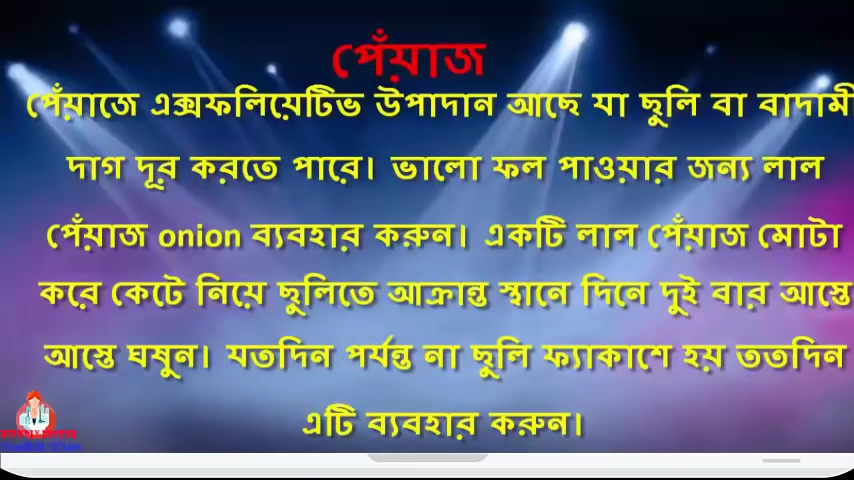 পেঁয়াজ
পেঁয়াজে এক্সফলিয়েটিভ উপাদান আছে যা ছুলি বা বাদামী
দাগ দূর করতে পারে। ভালো ফল পাওয়ার জন্য লাল
পেঁয়াজ onion ব্যবহার করুন। একটি লাল পেঁয়াজ মোটা
করে কেটে নিয়ে ছুলিতে আক্রান্ত স্থানে দিনে দুই বার আস্তে
আস্তে ঘষুন। যতদিন পর্যন্ত না ছুলি ফ্যাকাশে হয় ততদিন
এটি ব্যবহার করুন।